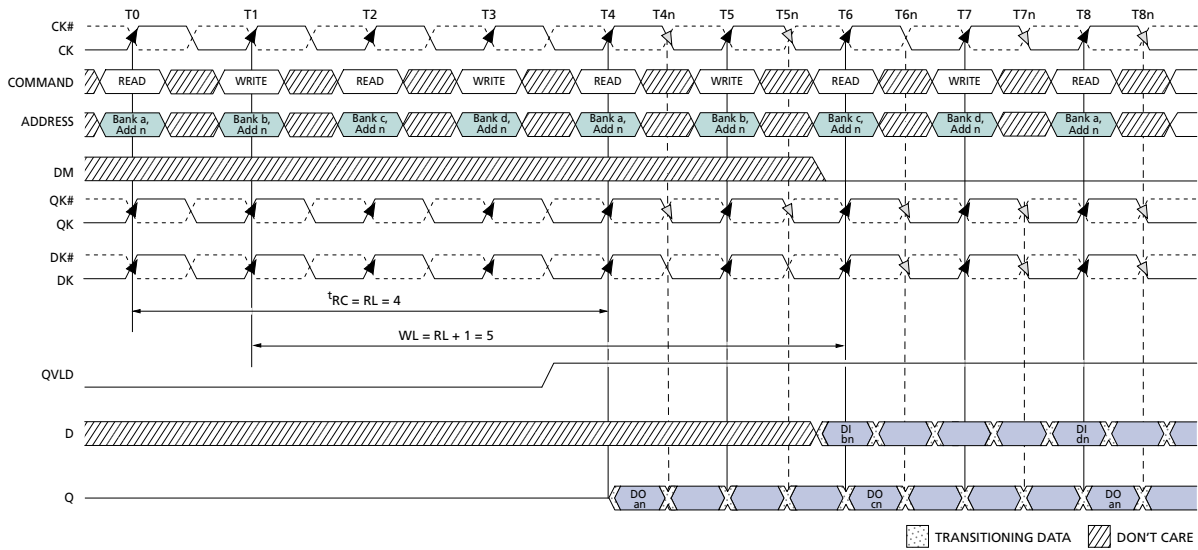 T0 T1 T2 T3 T4 T4n T5 T5n T6 T6n T7 T7n T8 T8n
CK#
CK
COMMAND READ WRITE READ WRITE READ WRITE READ WRITE READ
ADDRESS Bank a, Bank b, Bank c, Bank d, Bank a, Bank b, Bank c, Bank d, Bank a,
Add n Add n Add n Add n Add n Add n Add n Add n Add n
DM
QK#
QK
DK#
DK
tRC = RL = 4
WL = RL + 1 = 5
QVLD
D DI DI
bn dn
Q DO DO DO
an cn an
TRANSITIONING DATA DON'T CARE